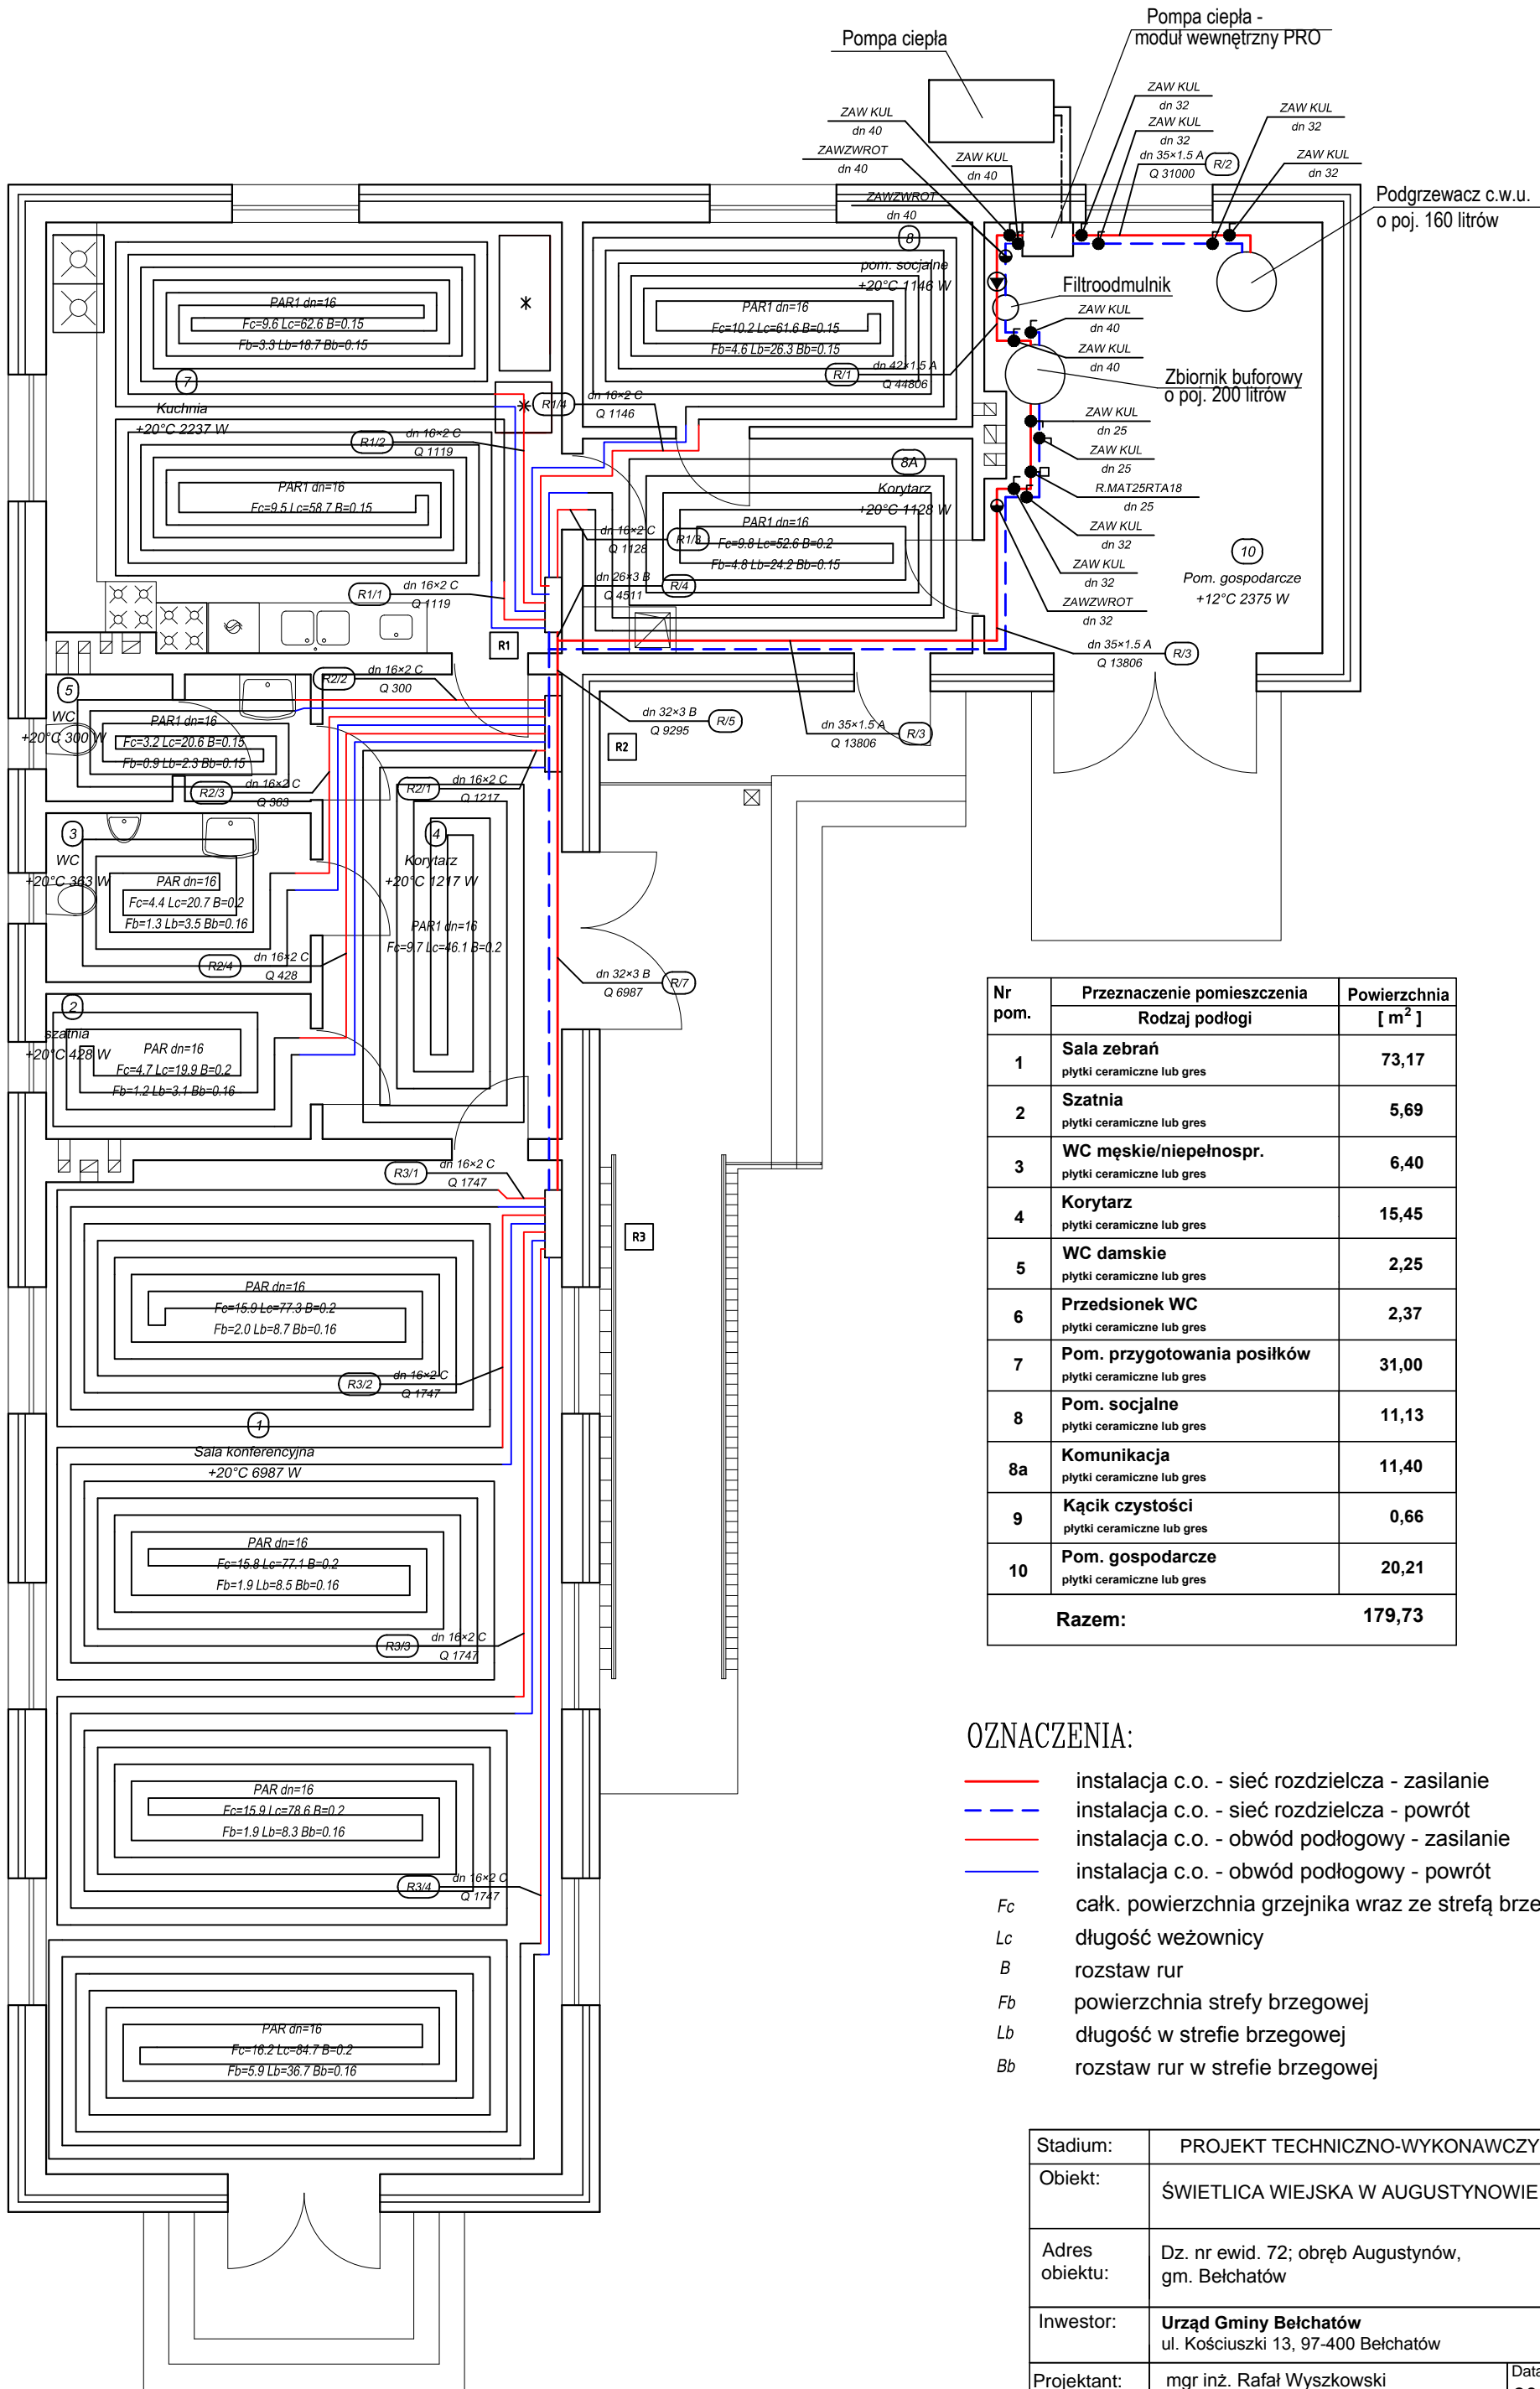 Pompa ciepła
Pompa ciepła -
moduł wewnętrzny PRO
ZAW KUL
dn 40
ZAWZWROT
dn 40
ZAW KUL
dn 40
ZAWZWROT
dn 40
ZAW KUL
dn 32
ZAW KUL
dn 32
dn 35×1.5 A
Q 31000
R/2
ZAW KUL
dn 32
ZAW KUL
dn 32
Podgrzewacz c.w.u.
o poj. 160 litrów
Filtroodmulnik
ZAW KUL
dn 40
ZAW KUL
dn 40
Zbiornik buforowy
o poj. 200 litrów
ZAW KUL
dn 25
ZAW KUL
dn 25
R.MAT25RTA18
dn 25
ZAW KUL
dn 32
ZAW KUL
dn 32
ZAWZWROT
dn 32
10
Pom. gospodarcze
+12°C 2375 W
dn 35×1.5 A
Q 13806
R/3
8
pom. socjalne
+20°C 1146 W
PAR1 dn=16
Fc=10.2 Lc=61.6 B=0.15
Fb=4.6 Lb=26.3 Bb=0.15
R/1
dn 42×1.5 A
Q 44806
PAR1 dn=16
Fc=9.6 Lc=62.6 B=0.15
Fb=3.3 Lb=18.7 Bb=0.15
7
Kuchnia
+20°C 2237 W
R1/4
dn 16×2 C
Q 1146
R1/2
dn 16×2 C
Q 1119
PAR1 dn=16
Fc=9.5 Lc=58.7 B=0.15
8A
Korytarz
+20°C 1128 W
PAR1 dn=16
Fc=9.8 Lc=52.6 B=0.2
Fb=4.8 Lb=24.2 Bb=0.15
dn 16×2 C
Q 1128
R1/3
dn 26×3 B
Q 4511
R/4
R1/1
dn 16×2 C
Q 1119
R1
R2/2
dn 16×2 C
Q 300
5
WC
+20°C 300 W
PAR1 dn=16
Fc=3.2 Lc=20.6 B=0.15
Fb=0.9 Lb=2.3 Bb=0.15
R2/3
dn 16×2 C
Q 363
R2/1
dn 16×2 C
Q 1217
dn 32×3 B
Q 9295
R/5
R2
dn 35×1.5 A
Q 13806
R/3
3
WC
+20°C 363 W
PAR dn=16
Fc=4.4 Lc=20.7 B=0.2
Fb=1.3 Lb=3.5 Bb=0.16
4
Korytarz
+20°C 1217 W
PAR1 dn=16
Fc=9.7 Lc=46.1 B=0.2
R2/4
dn 16×2 C
Q 428
dn 32×3 B
Q 6987
R/7
2
szatnia
+20°C 428 W
PAR dn=16
Fc=4.7 Lc=19.9 B=0.2
Fb=1.2 Lb=3.1 Bb=0.16
R3/1
dn 16×2 C
Q 1747
R3
PAR dn=16
Fc=15.9 Lc=77.3 B=0.2
Fb=2.0 Lb=8.7 Bb=0.16
R3/2
dn 16×2 C
Q 1747
1
Sala konferencyjna
+20°C 6987 W
PAR dn=16
Fc=15.8 Lc=77.1 B=0.2
Fb=1.9 Lb=8.5 Bb=0.16
R3/3
dn 16×2 C
Q 1747
PAR dn=16
Fc=15.9 Lc=78.6 B=0.2
Fb=1.9 Lb=8.3 Bb=0.16
R3/4
dn 16×2 C
Q 1747
PAR dn=16
Fc=16.2 Lc=84.7 B=0.2
Fb=5.9 Lb=36.7 Bb=0.16
Nr pom. Przeznaczenie pomieszczenia Powierzchnia
Rodzaj podłogi [ m² ]
1 Sala zebrań 73,17
płytki ceramiczne lub gres
2 Szatnia 5,69
płytki ceramiczne lub gres
3 WC męskie/niepełnospr. 6,40
płytki ceramiczne lub gres
4 Korytarz 15,45
płytki ceramiczne lub gres
5 WC damskie 2,25
płytki ceramiczne lub gres
6 Przedsionek WC 2,37
płytki ceramiczne lub gres
7 Pom. przygotowania posiłków 31,00
płytki ceramiczne lub gres
8 Pom. socjalne 11,13
płytki ceramiczne lub gres
8a Komunikacja 11,40
płytki ceramiczne lub gres
9 Kącik czystości 0,66
płytki ceramiczne lub gres
10 Pom. gospodarcze 20,21
płytki ceramiczne lub gres
Razem: 179,73
OZNACZENIA:
instalacja c.o. - sieć rozdzielcza - zasilanie
instalacja c.o. - sieć rozdzielcza - powrót
instalacja c.o. - obwód podłogowy - zasilanie
instalacja c.o. - obwód podłogowy - powrót
Fc całk. powierzchnia grzejnika wraz ze strefą brze
Lc długość weżownicy
B rozstaw rur
Fb powierzchnia strefy brzegowej
Lb długość w strefie brzegowej
Bb rozstaw rur w strefie brzegowej
Stadium: PROJEKT TECHNICZNO-WYKONAWCZY
Obiekt: ŚWIETLICA WIEJSKA W AUGUSTYNOWIE
Adres obiektu: Dz. nr ewid. 72; obręb Augustynów,
gm. Bełchatów
Inwestor: Urząd Gminy Bełchatów
ul. Kościuszki 13, 97-400 Bełchatów
Projektant: mgr inż. Rafał Wyszkowski
Data